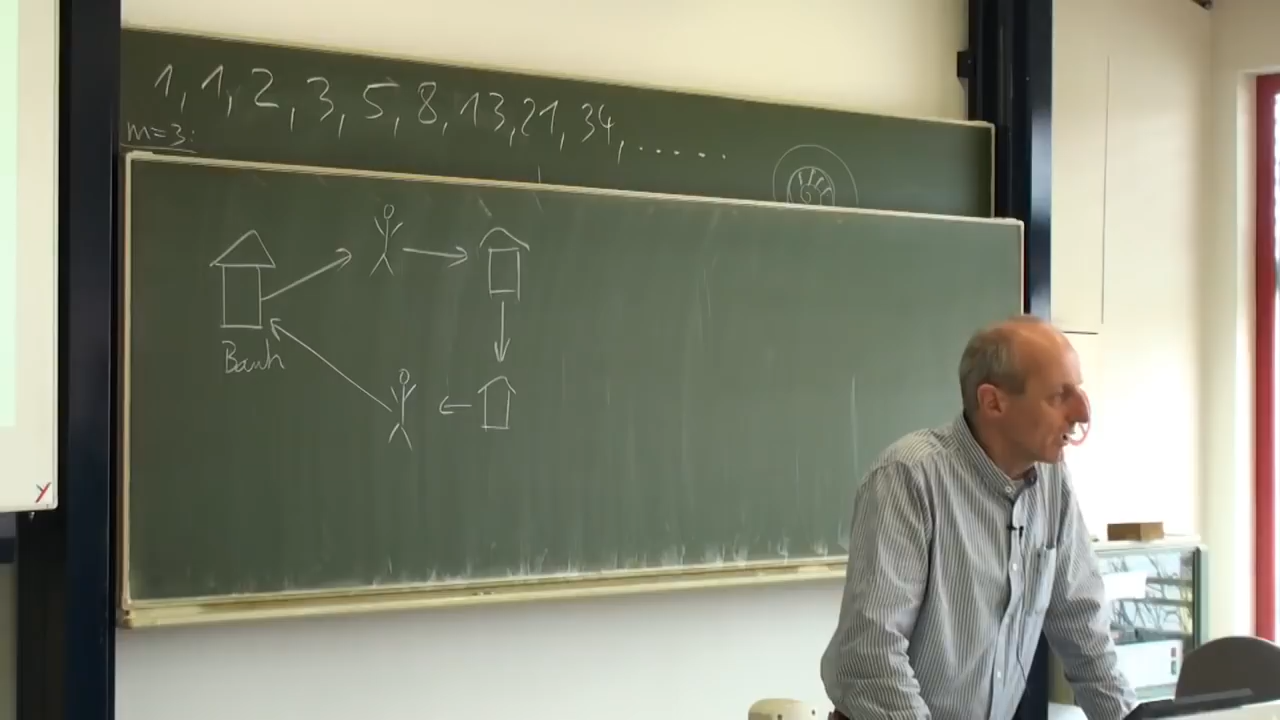 1, 1, 2, 3, 5, 8, 13, 21, 34, . . . . .
m=3:
Bank